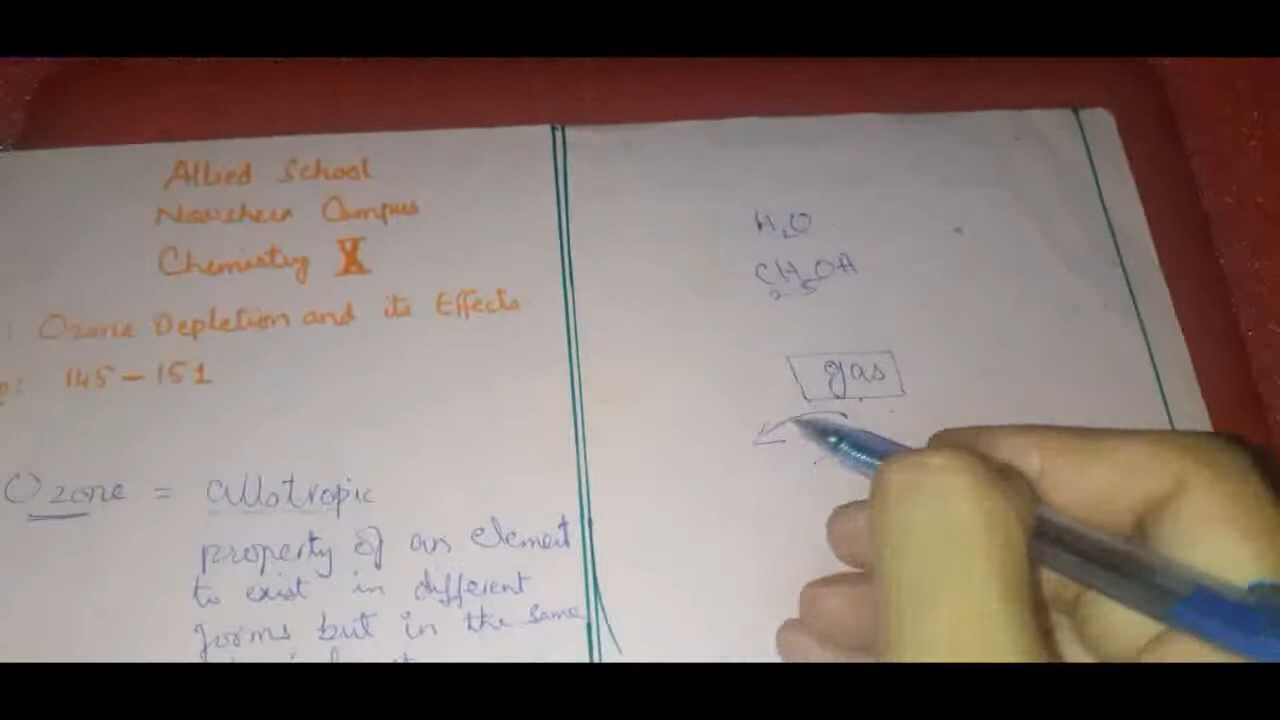 Allied School
Campus
Chemistry X
: Ozone Depletion and its Effects
: 145-151
Ozone = allotropic
property of an element
to exist in different
forms but in the same
H2O
C2H5OH
gas